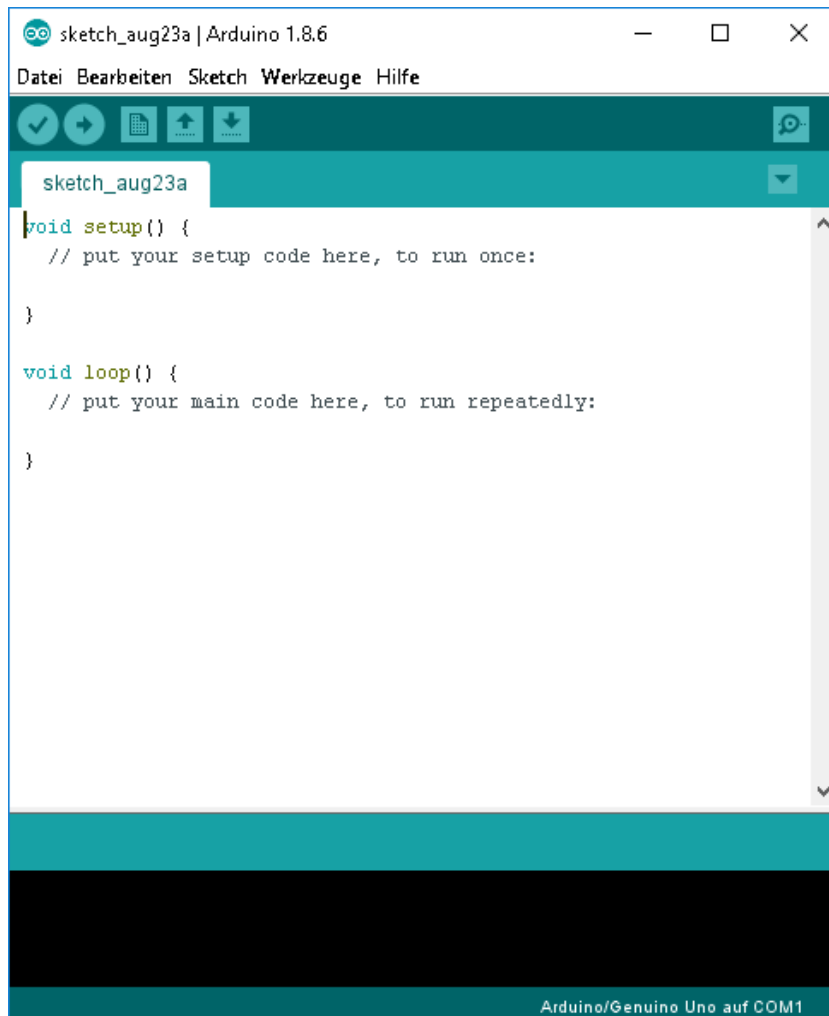 sketch_aug23a | Arduino 1.8.6
Datei Bearbeiten Sketch Werkzeuge Hilfe
sketch_aug23a
void setup() {
  // put your setup code here, to run once:
}
void loop() {
  // put your main code here, to run repeatedly:
}
Arduino/Genuino Uno auf COM1